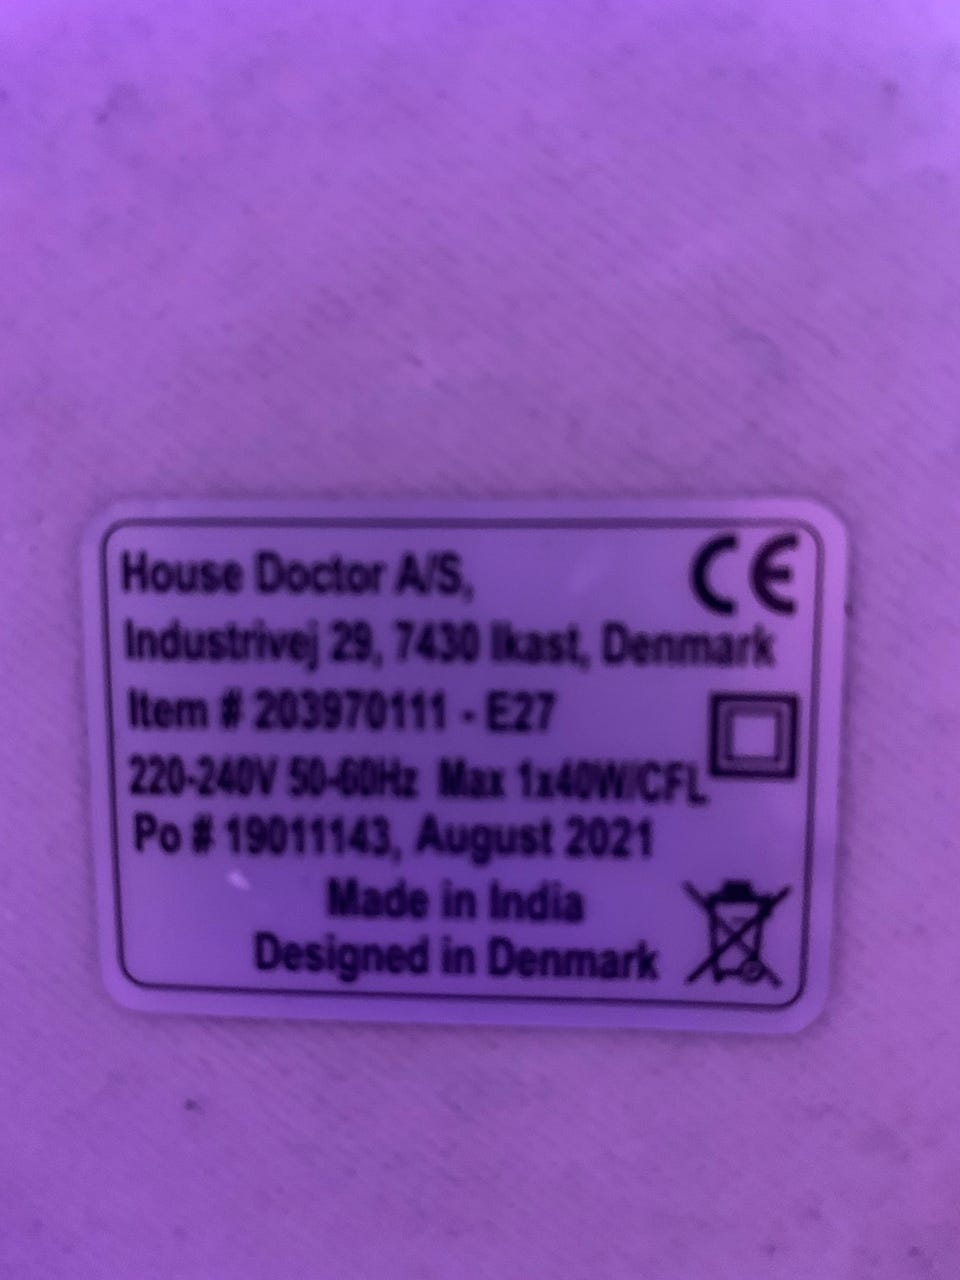 House Doctor A/S,
CE
Industrivej 29, 7430 Ikast, Denmark
Item # 203970111 - E27
220-240V 50-60Hz Max 1x40W/CFL
Po # 19011143, August 2021
Made in India
Designed in Denmark